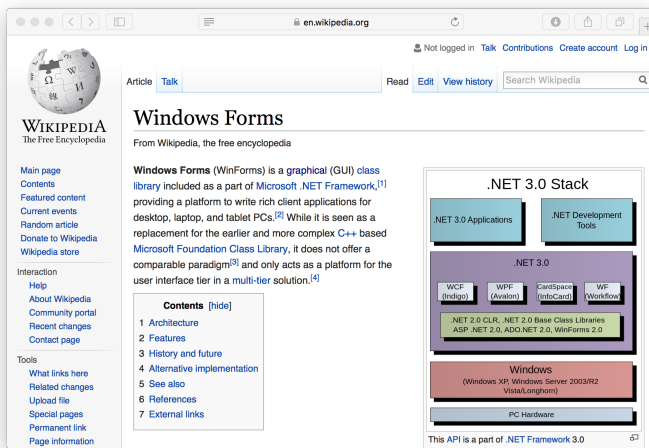 en.wikipedia.org
Not logged in Talk Contributions Create account Log in
Article Talk
Read Edit View history
Search Wikipedia
WIKIPEDIA
The Free Encyclopedia
Main page
Contents
Featured content
Current events
Random article
Donate to Wikipedia
Wikipedia store
Interaction
Help
About Wikipedia
Community portal
Recent changes
Contact page
Tools
What links here
Related changes
Upload file
Special pages
Permanent link
Page information
Windows Forms
From Wikipedia, the free encyclopedia
Windows Forms (WinForms) is a graphical (GUI) class
library included as a part of Microsoft .NET Framework,[1]
providing a platform to write rich client applications for
desktop, laptop, and tablet PCs.[2] While it is seen as a
replacement for the earlier and more complex C++ based
Microsoft Foundation Class Library, it does not offer a
comparable paradigm[3] and only acts as a platform for the
user interface tier in a multi-tier solution.[4]
Contents [hide]
1 Architecture
2 Features
3 History and future
4 Alternative implementation
5 See also
6 References
7 External links
.NET 3.0 Stack
.NET 3.0 Applications
.NET Development
Tools
.NET 3.0
WCF
(Indigo)
WPF
(Avalon)
CardSpace
(InfoCard)
WF
(Workflow)
.NET 2.0 CLR, .NET 2.0 Base Class Libraries
ASP .NET 2.0, ADO.NET 2.0, WinForms 2.0
Windows
(Windows XP, Windows Server 2003/R2
Vista/Longhorn)
PC Hardware
This API is a part of .NET Framework 3.0